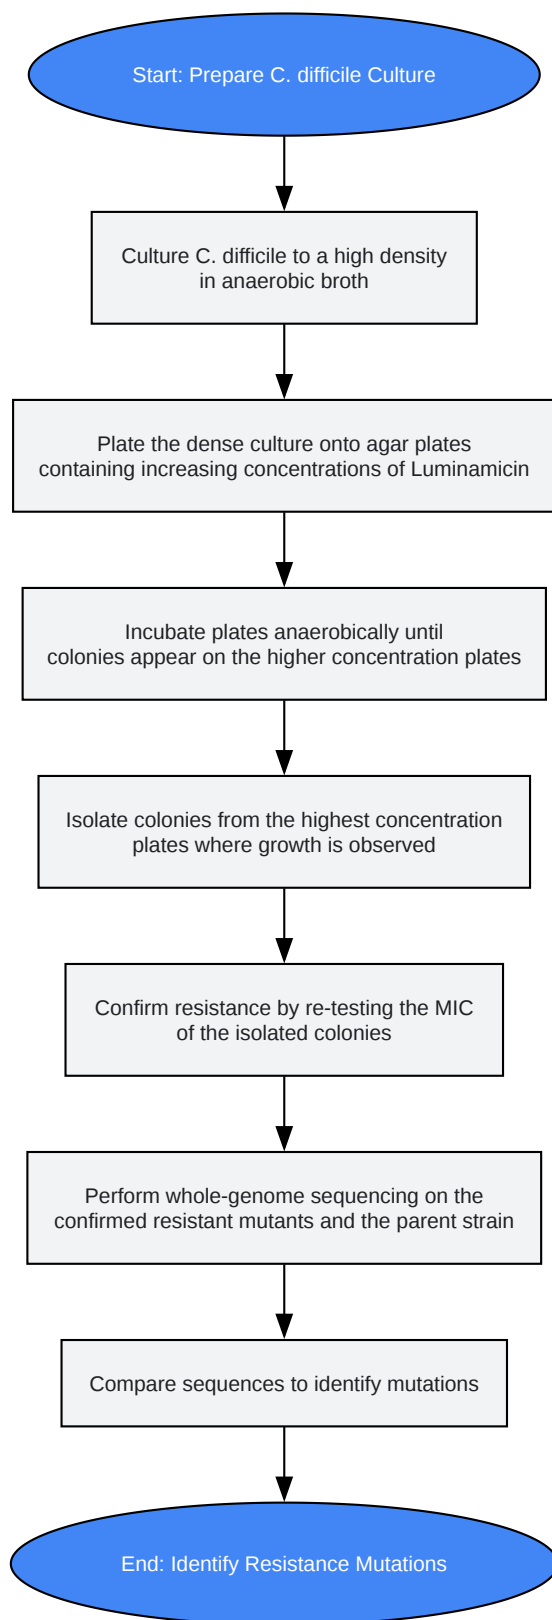 Start: Prepare C. difficile Culture
Culture C. difficile to a high density
in anaerobic broth
Plate the dense culture onto agar plates
containing increasing concentrations of Luminamicin
Incubate plates anaerobically until
colonies appear on the higher concentration plates
Isolate colonies from the highest concentration
plates where growth is observed
Confirm resistance by re-testing the MIC
of the isolated colonies
Perform whole-genome sequencing on the
confirmed resistant mutants and the parent strain
Compare sequences to identify mutations
End: Identify Resistance Mutations